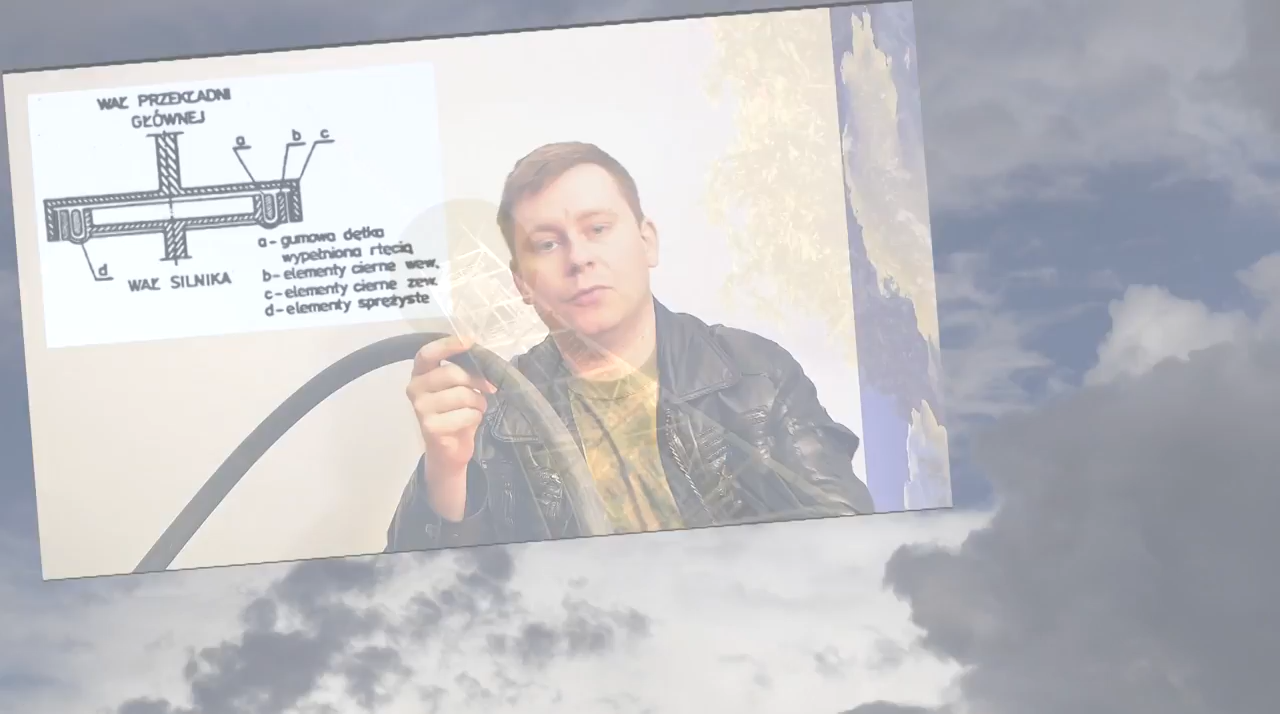 WAŁ PRZEKŁADNI
GŁÓWNEJ
a
b
c
d
WAŁ SILNIKA
a - gumowa dętka
wypełniona rtęcią
b - elementy cierne wew.
c - elementy cierne zew.
d - elementy sprężyste